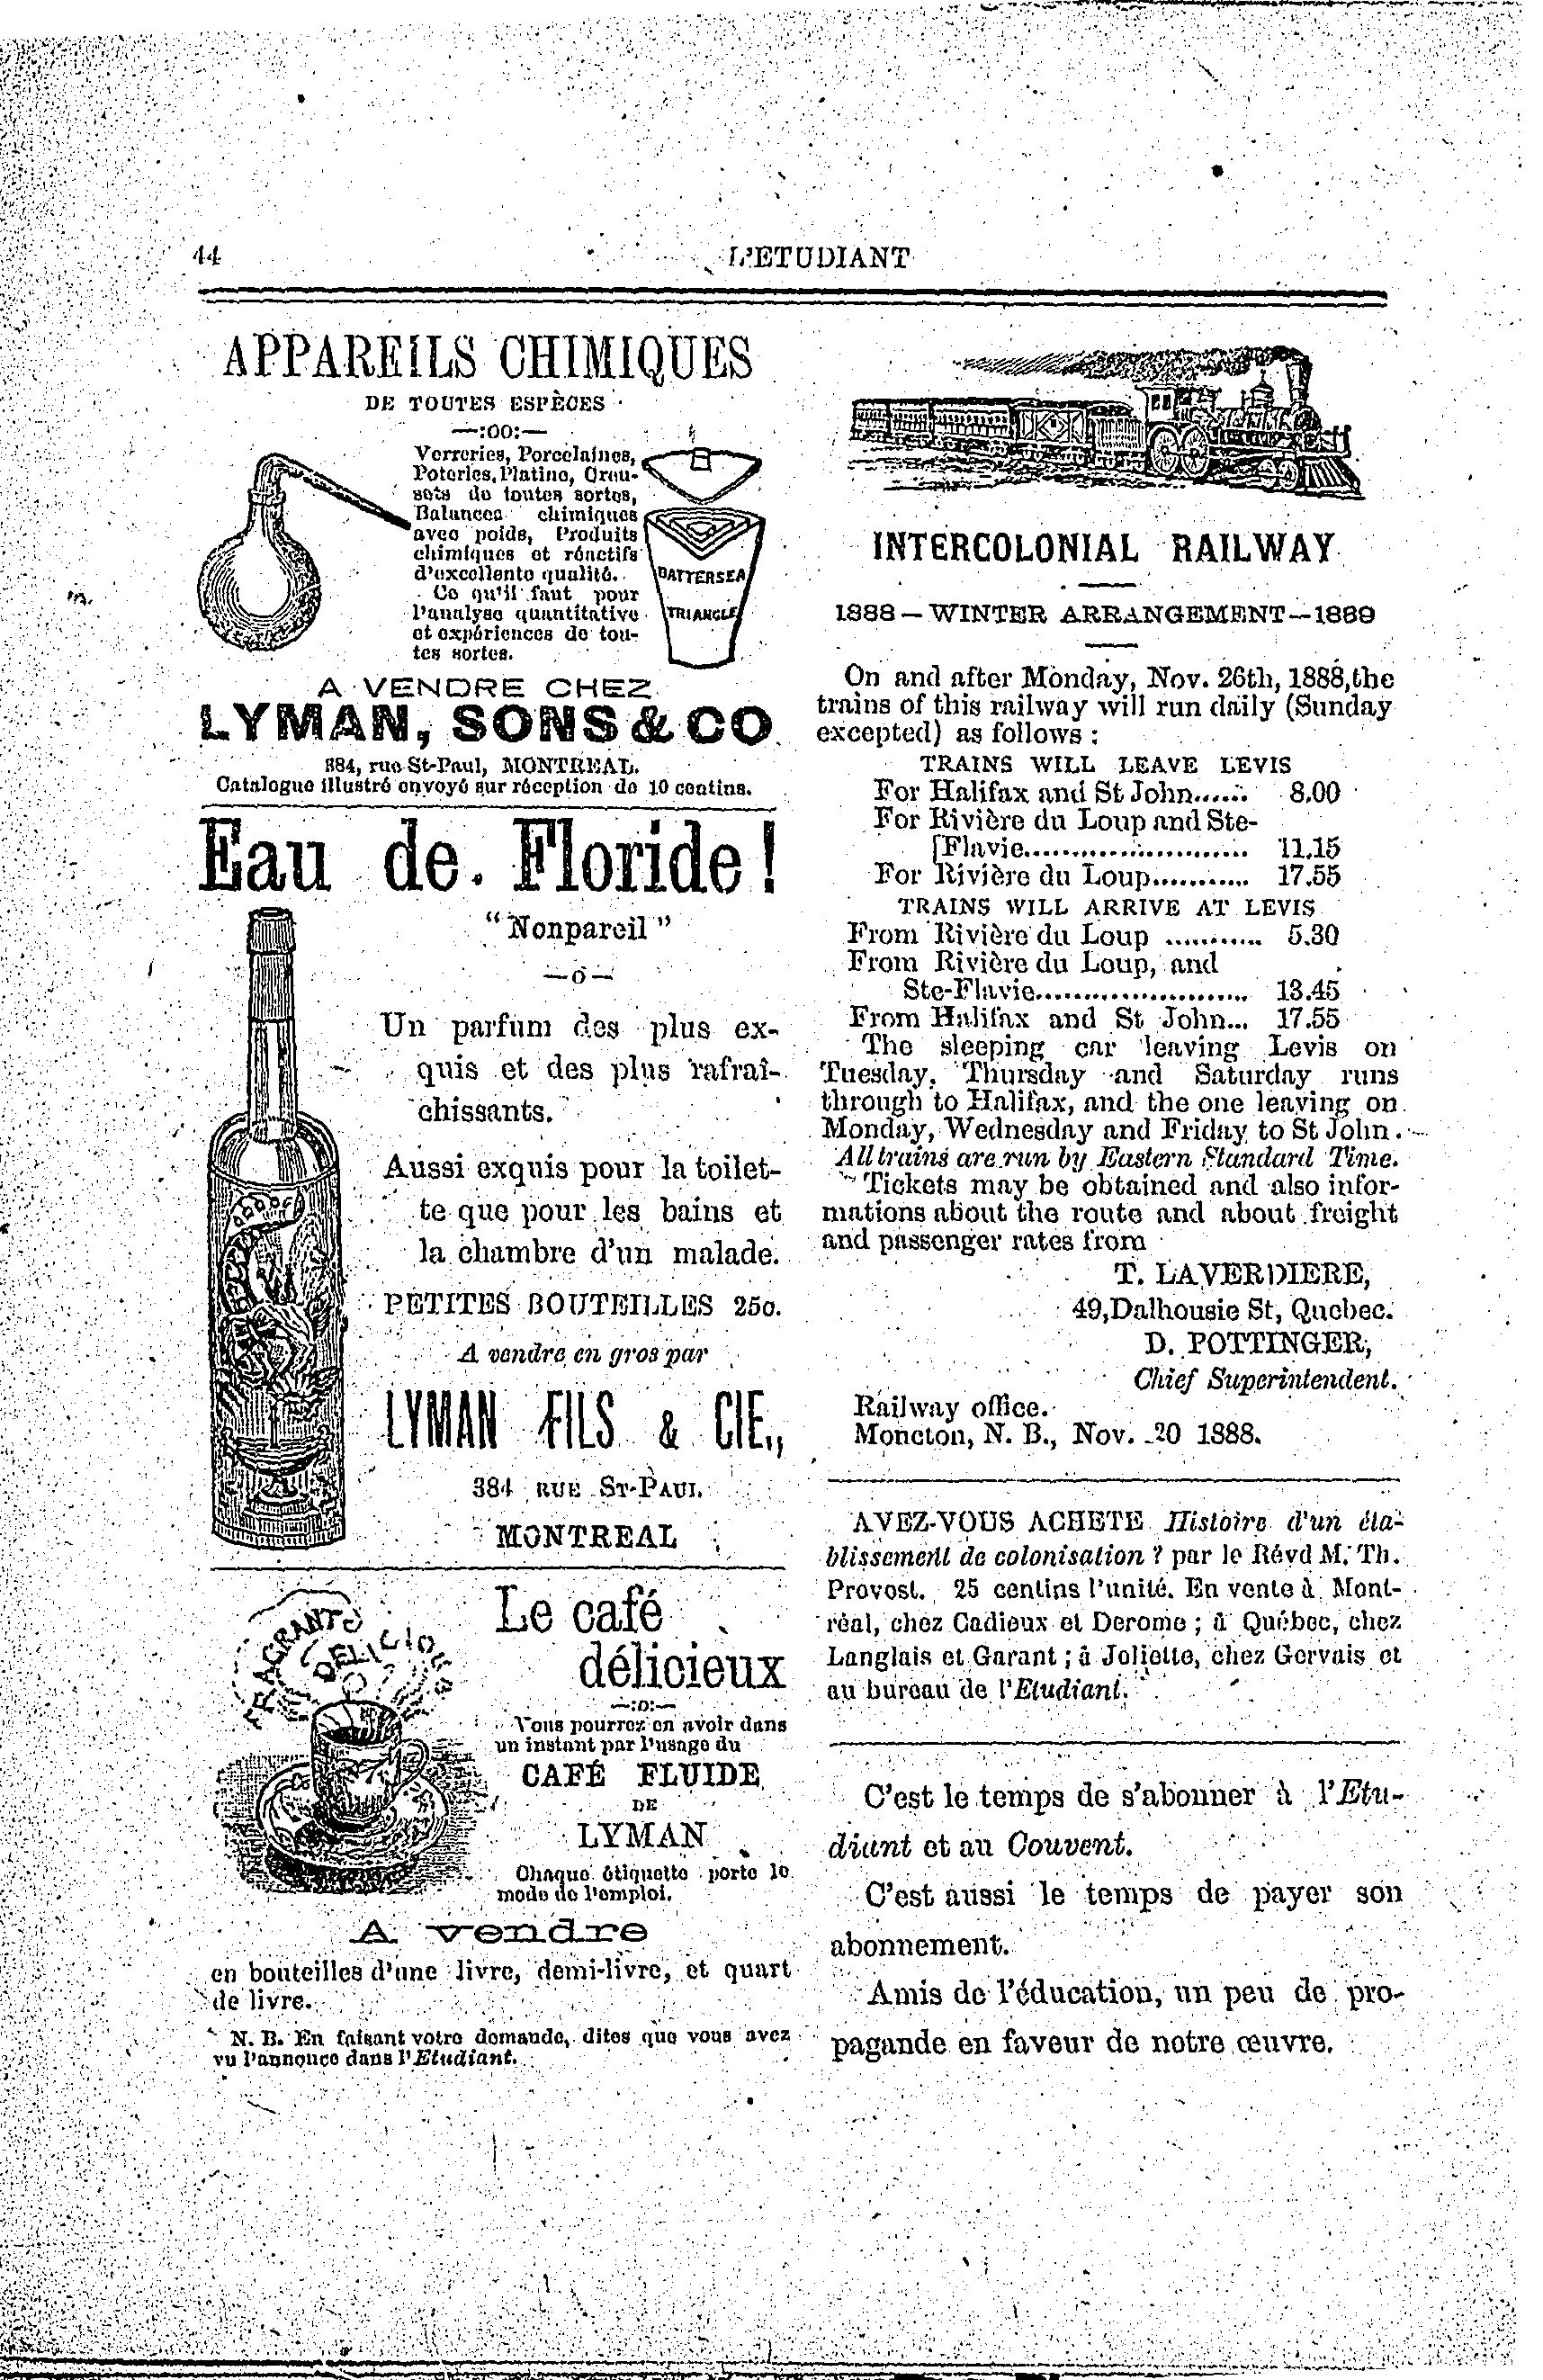 44
L'ETUDIANT
APPAREILS CHIMIQUES
DE TOUTES ESPÈCES
—:00:—
Verreries, Porcelaines,
Poteries, Platine, Creu-
sets de toutes sortes,
Balances chimiques
avec poids, Produits
chimiques et réactifs
d'excellente qualité.
Ce qu'il faut pour
l'analyse quantitative
et expériences de tou-
tes sortes.
BATTERSEA
TRIANGLE
A VENDRE CHEZ
LYMAN, SONS & CO
384, rue St-Paul, MONTREAL.
Catalogue illustré envoyé sur réception de 10 centins.
Eau de Floride !
"Nonpareil"
—o—
Un parfum des plus ex-
quis et des plus rafraî-
chissants.
Aussi exquis pour la toilet-
te que pour les bains et
la chambre d'un malade.
PETITES BOUTEILLES 25c.
A vendre en gros par
LYMAN FILS & CIE.,
384 RUE ST-PAUL
MONTREAL
FRAGRANT
DELICIOUS
Le café
délicieux
—:o:—
Vous pourrez en avoir dans
un instant par l'usage du
CAFÉ FLUIDE
DE
LYMAN
Chaque étiquette porte le
mode de l'emploi.
A vendre
en bouteilles d'une livre, demi-livre, et quart
de livre.
N. B. En faisant votre demande, dites que vous avez
vu l'annonce dans l'Etudiant.
INTERCOLONIAL RAILWAY
1888—WINTER ARRANGEMENT—1889
On and after Monday, Nov. 26th, 1888, the
trains of this railway will run daily (Sunday
excepted) as follows :
TRAINS WILL LEAVE LEVIS
For Halifax and St John...... 8.00
For Rivière du Loup and Ste-
[Flavie........................ 11.15
For Rivière du Loup........... 17.55
TRAINS WILL ARRIVE AT LEVIS
From Rivière du Loup ........... 5.30
From Rivière du Loup, and
Ste-Flavie....................... 13.45
From Halifax and St John... 17.55
The sleeping car leaving Levis on
Tuesday, Thursday and Saturday runs
through to Halifax, and the one leaving on
Monday, Wednesday and Friday to St John.
All trains are run by Eastern Standard Time.
Tickets may be obtained and also infor-
mations about the route and about freight
and passenger rates from
T. LAVERDIERE,
49, Dalhousie St, Quebec.
D. POTTINGER,
Chief Superintendent.
Railway office.
Moncton, N. B., Nov. 20 1888.
AVEZ-VOUS ACHETE Histoire d'un éta-
blissement de colonisation ? par le Révd M. Th.
Provost. 25 centins l'unité. En vente à Mont-
réal, chez Cadieux et Derome ; à Québec, chez
Langlais et Garant ; à Joliette, chez Gervais et
au bureau de l'Etudiant.
C'est le temps de s'abonner à l'Etu-
diant et au Couvent.
C'est aussi le temps de payer son
abonnement.
Amis de l'éducation, un peu de pro-
pagande en faveur de notre œuvre.